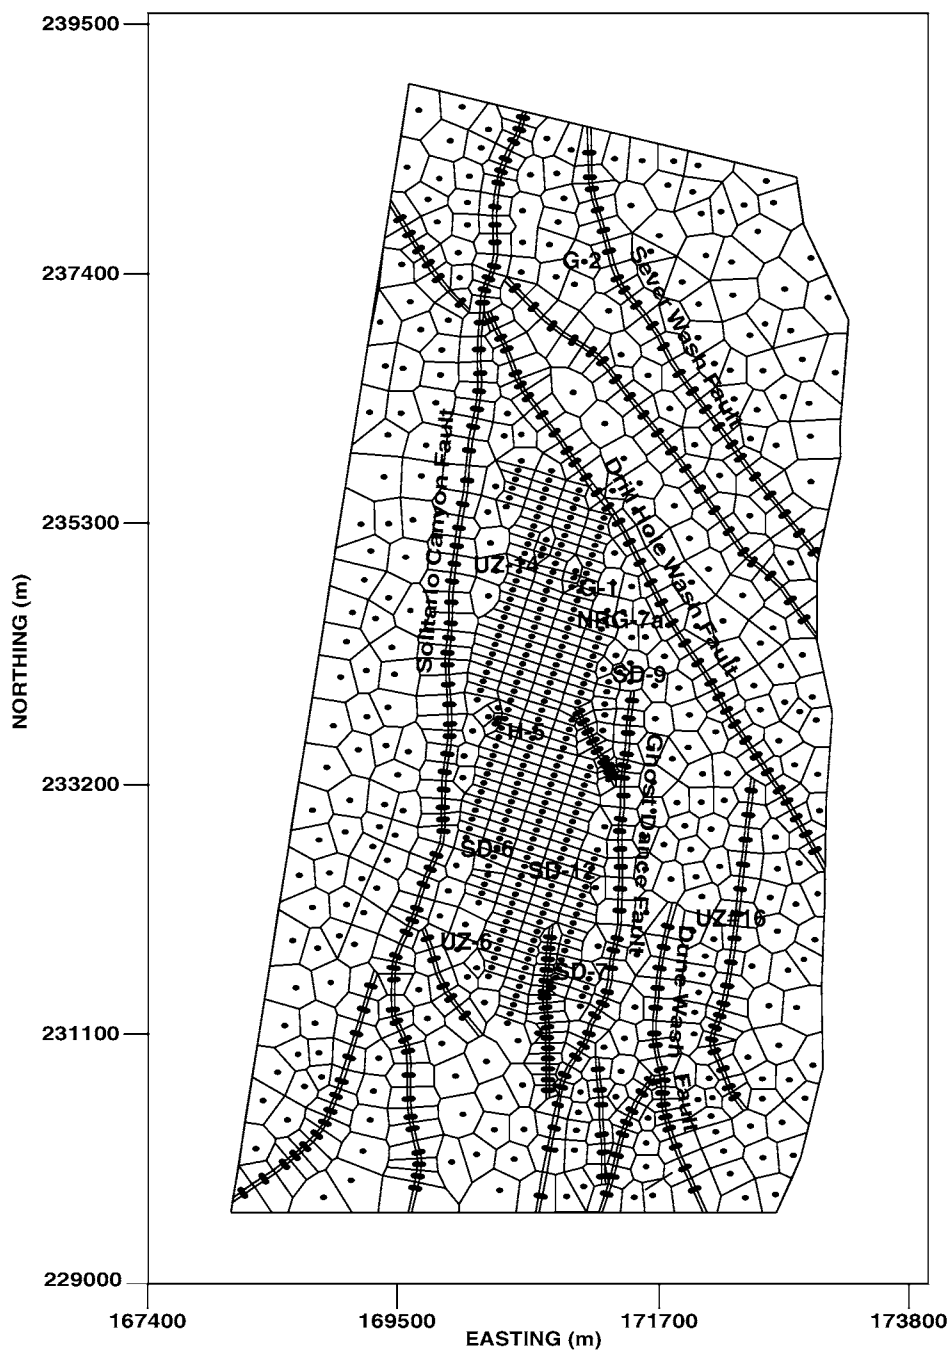 239500
237400
235300
233200
231100
229000
NORTHING (m)
167400
169500
171700
173800
EASTING (m)
G-2
Sever Wash Fault
Solitario Canyon Fault
Drill Hole Wash Fault
UZ-14
G-1
NRG-7a
SD-9
H-5
Ghost Dance Fault
SD-6
SD-12
UZ#16
UZ-6
SD-7
Dune Wash Fault